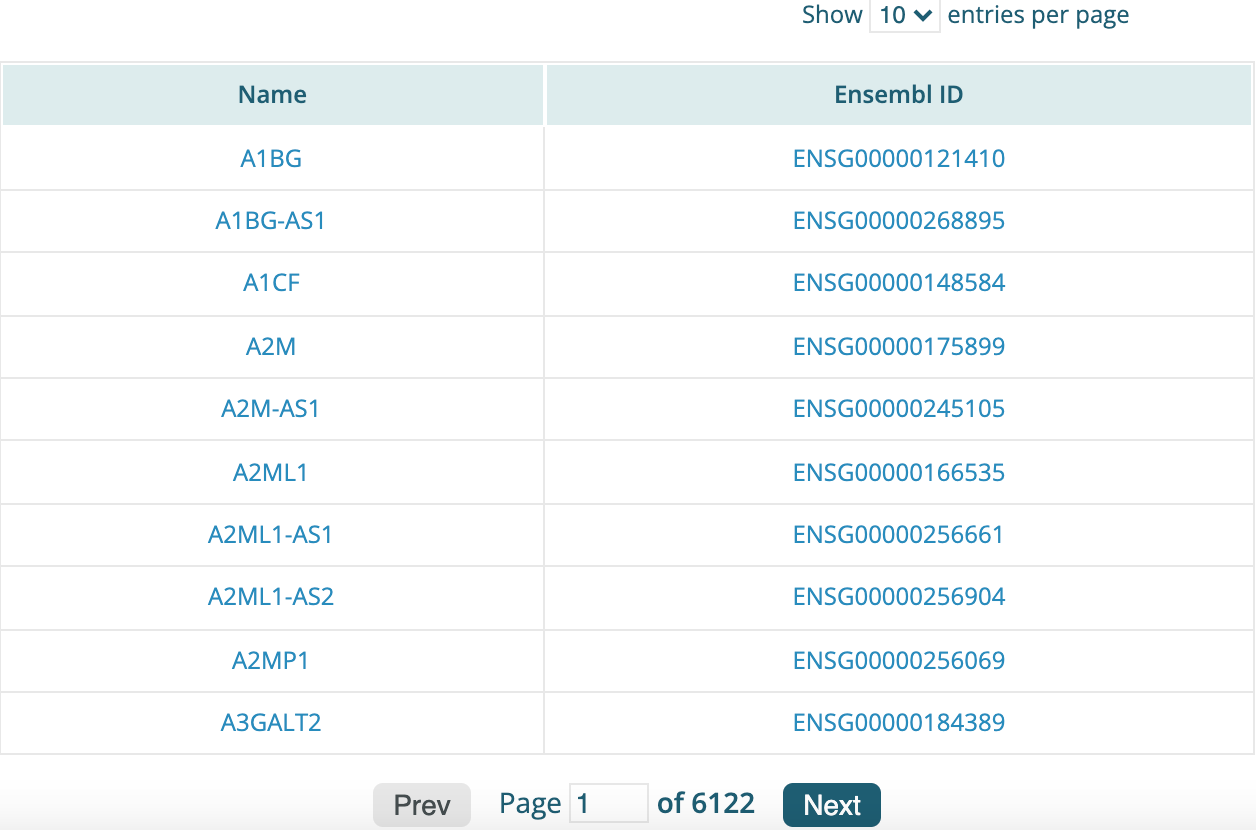 Show 10 entries per page
Name Ensembl ID
A1BG ENSG00000121410
A1BG-AS1 ENSG00000268895
A1CF ENSG00000148584
A2M ENSG00000175899
A2M-AS1 ENSG00000245105
A2ML1 ENSG00000166535
A2ML1-AS1 ENSG00000256661
A2ML1-AS2 ENSG00000256904
A2MP1 ENSG00000256069
A3GALT2 ENSG00000184389
Prev Page 1 of 6122 Next